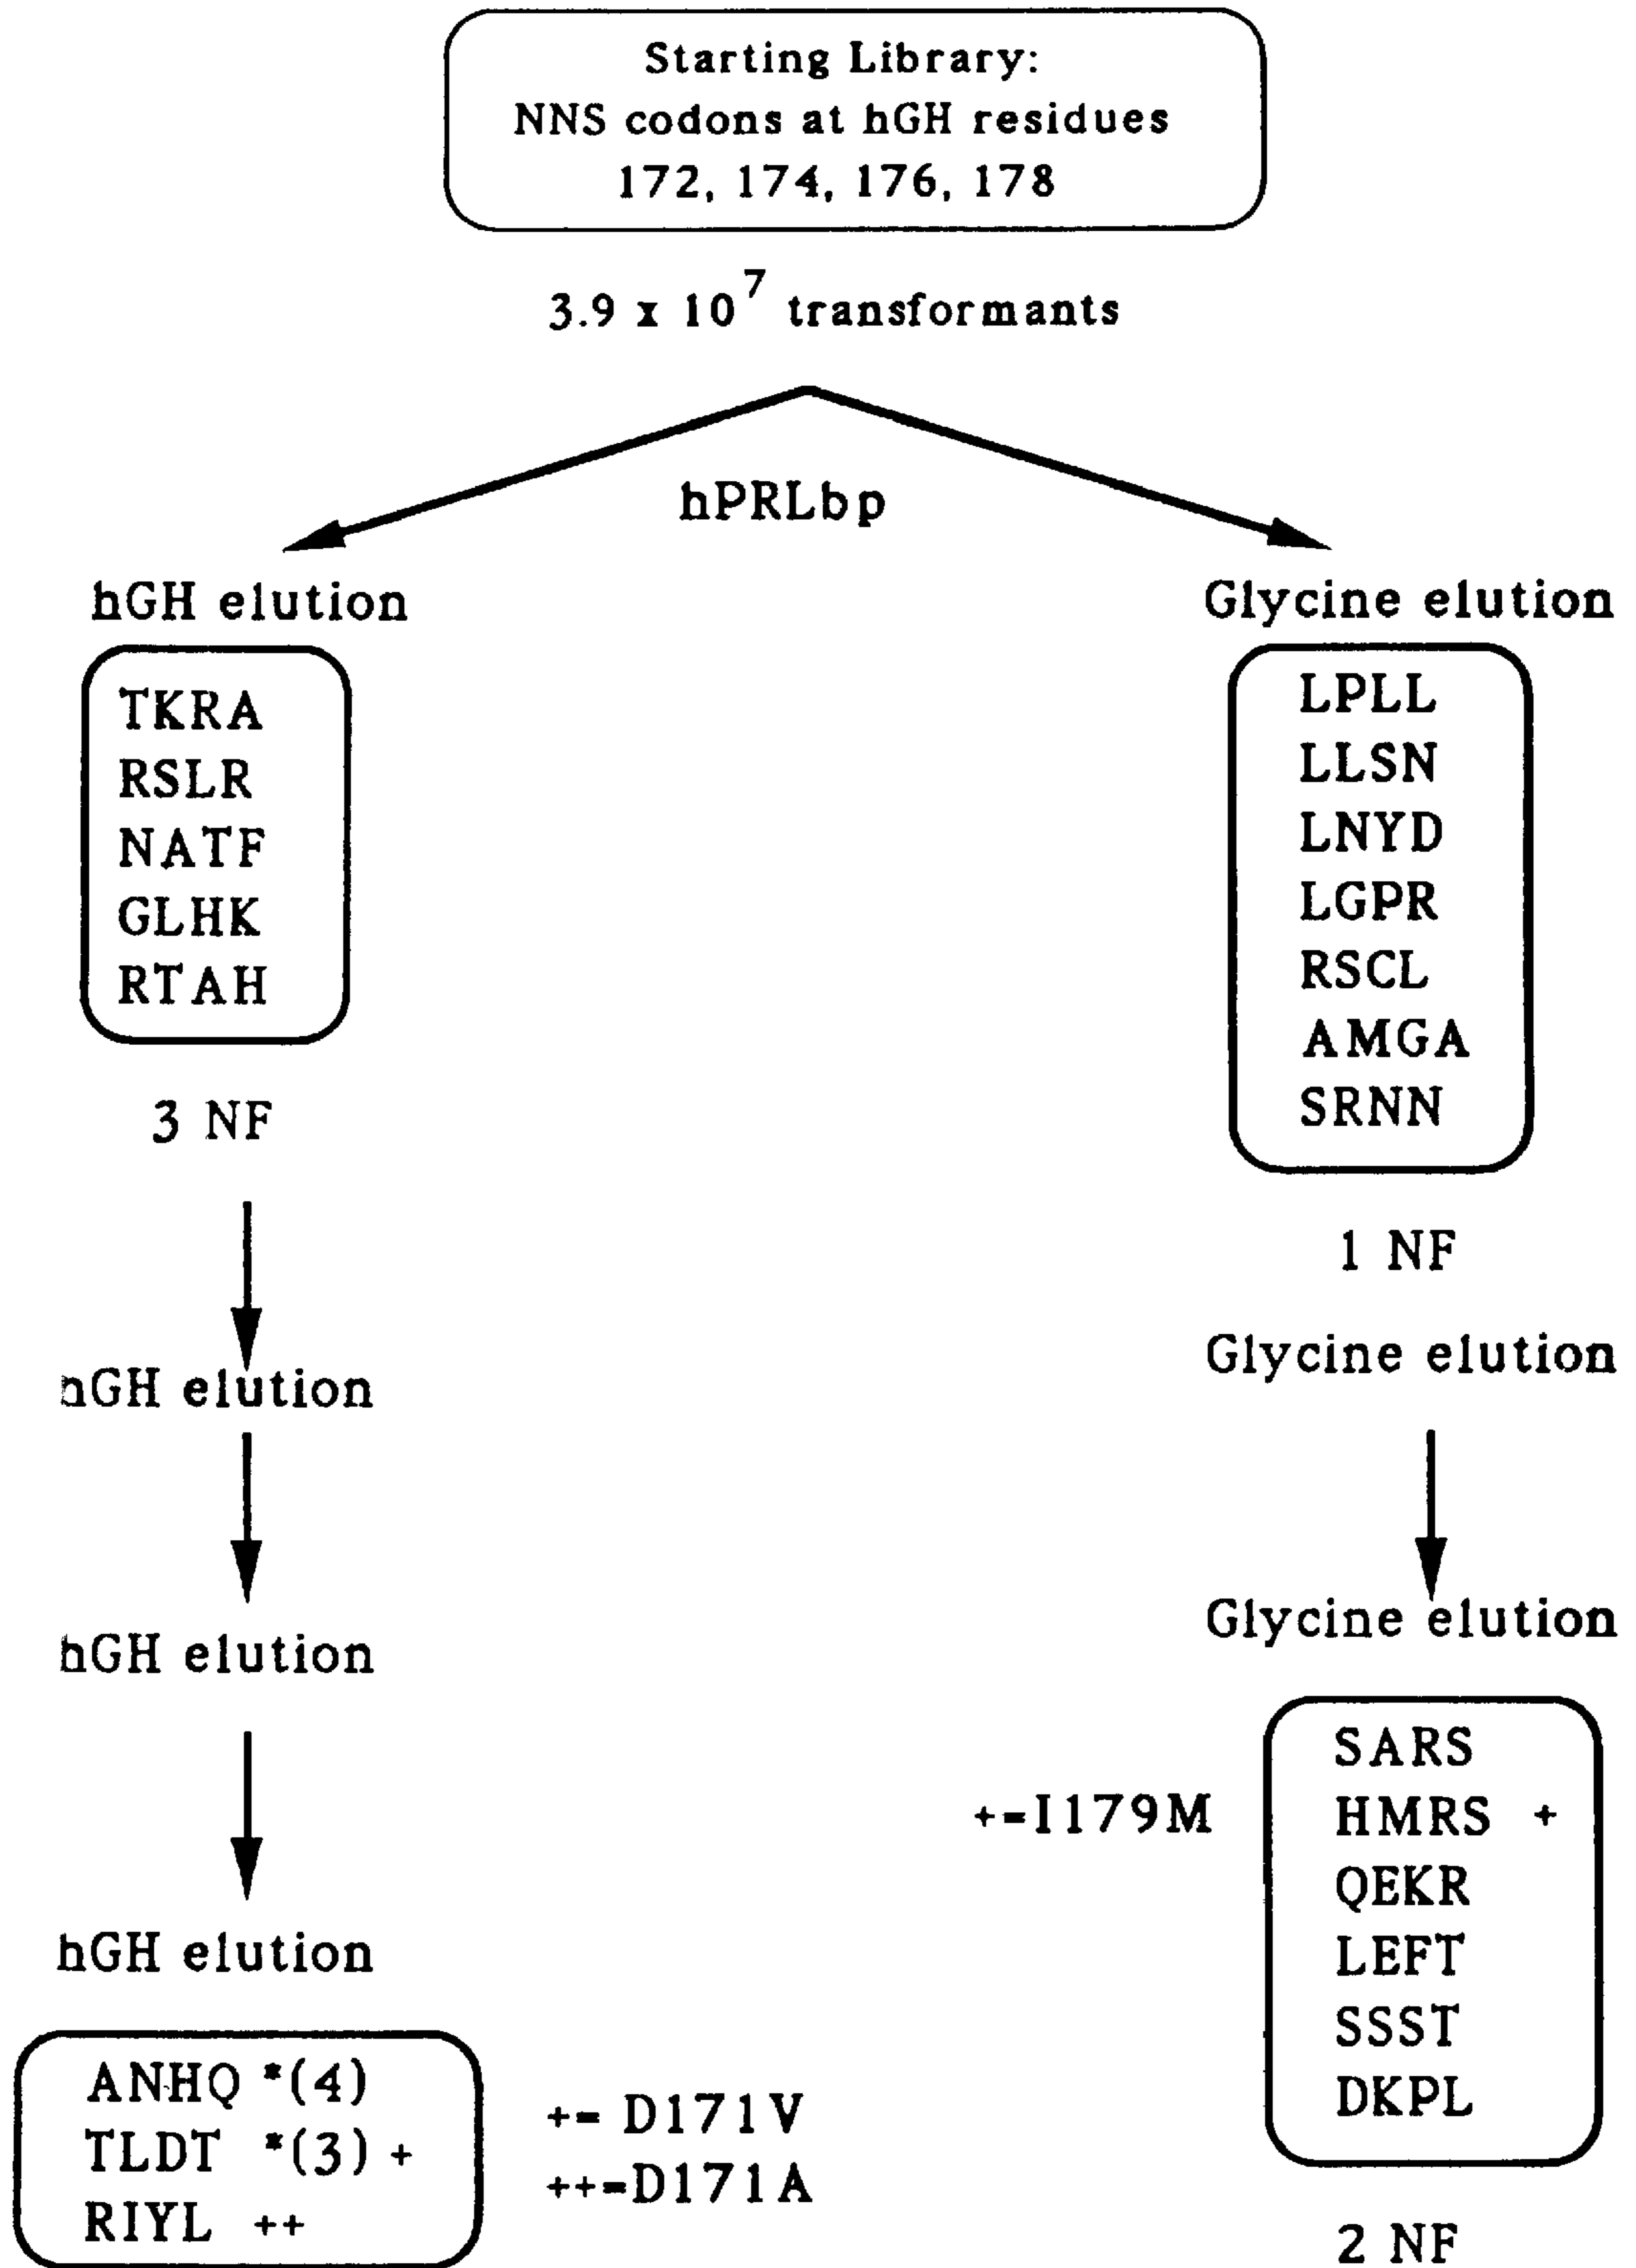 Starting Library:
NNS codons at hGH residues
172, 174, 176, 178
3.9 x 10^7 transformants
hPRLbp
hGH elution
TKRA
RSLR
NATF
GLHK
RTAH
3 NF
hGH elution
hGH elution
hGH elution
ANHQ *(4)
TLDT *(3) +
RIYL ++
+= D171V
++=D171A
Glycine elution
LPLL
LLSN
LNYD
LGPR
RSCL
AMGA
SRNN
1 NF
Glycine elution
Glycine elution
+=I179M
SARS
HMRS +
QEKR
LEFT
SSST
DKPL
2 NF